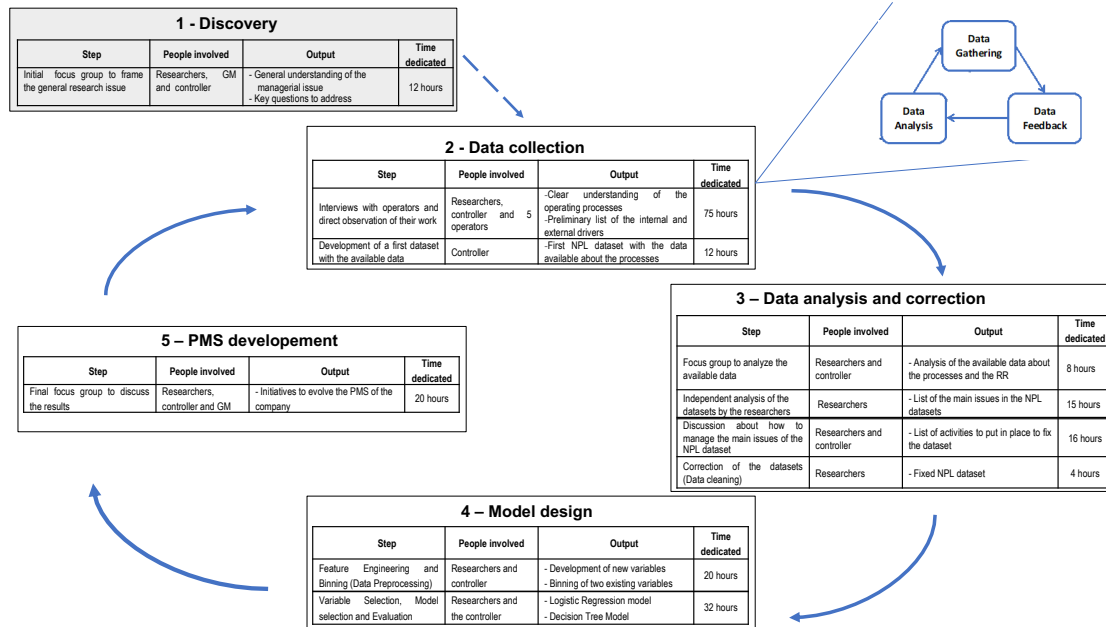 1 - Discovery
Step
People involved
Output
Time
dedicated
Initial focus group to frame
the general research issue
Researchers, GM
and controller
- General understanding of the
managerial issue
- Key questions to address
12 hours
Data
Gathering
Data
Analysis
Data
Feedback
2 - Data collection
Step
People involved
Output
Time
dedicated
Interviews with operators and
direct observation of their work
Researchers,
controller and 5
operators
-Clear understanding of the
operating processes
-Preliminary list of the internal and
external drivers
75 hours
Development of a first dataset
with the available data
Controller
-First NPL dataset with the data
available about the processes
12 hours
3 – Data analysis and correction
Step
People involved
Output
Time
dedicated
Focus group to analyze the
available data
Researchers and
controller
- Analysis of the available data about
the processes and the RR
8 hours
Independent analysis of the
datasets by the researchers
Researchers
- List of the main issues in the NPL
datasets
15 hours
Discussion about how to
manage the main issues of the
NPL dataset
Researchers and
controller
- List of activities to put in place to fix
the dataset
16 hours
Correction of the datasets
(Data cleaning)
Researchers
- Fixed NPL dataset
4 hours
5 – PMS developement
Step
People involved
Output
Time
dedicated
Final focus group to discuss
the results
Researchers,
controller and GM
- Initiatives to evolve the PMS of the
company
20 hours
4 – Model design
Step
People involved
Output
Time
dedicated
Feature Engineering and
Binning (Data Preprocessing)
Researchers and
controller
- Development of new variables
- Binning of two existing variables
20 hours
Variable Selection, Model
selection and Evaluation
Researchers and
the controller
- Logistic Regression model
- Decision Tree Model
32 hours